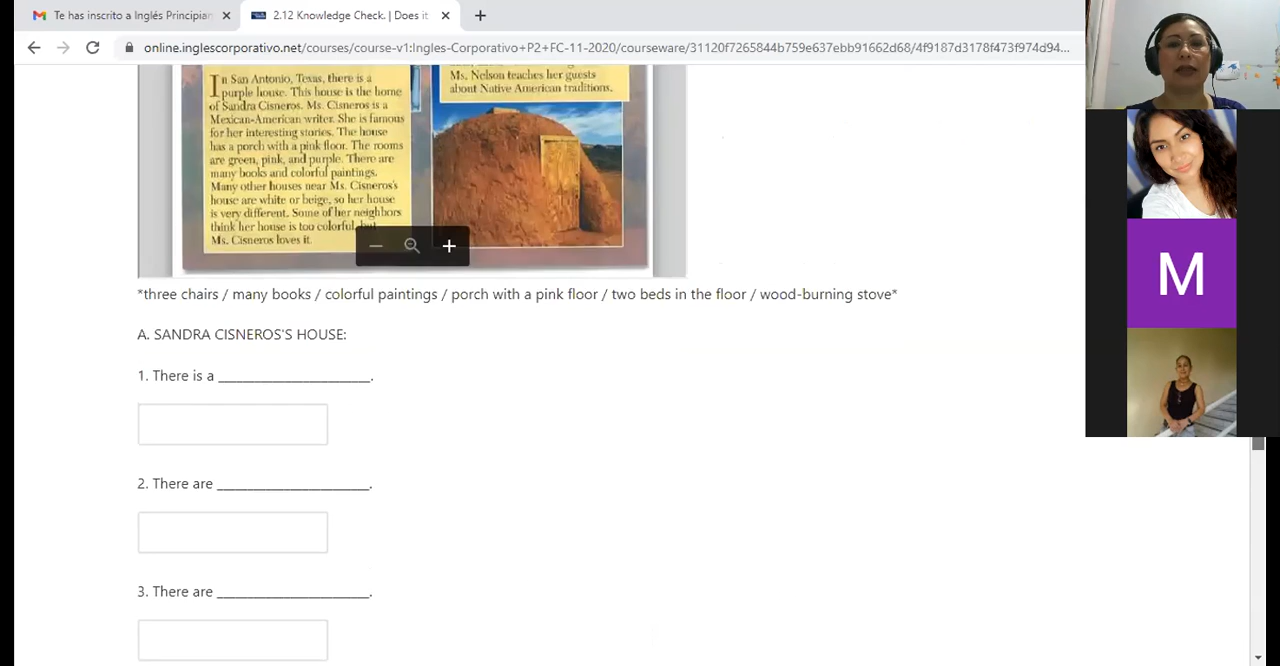 Te has inscrito a Inglés Principian
2.12 Knowledge Check. | Does it
online.inglescorporativo.net/courses/course-v1:Ingles-Corporativo+P2+FC-11-2020/courseware/31120f7265844b759e637ebb91662d68/4f9187d3178f473f974d94...
In San Antonio, Texas, there is a
purple house. This house is the home
of Sandra Cisneros. Ms. Cisneros is a
Mexican-American writer. She is famous
for her interesting stories. The house
has a porch with a pink floor. The rooms
are green, pink, and purple. There are
many books and colorful paintings.
Many other houses near Ms. Cisneros's
house are white or beige, so her house
is very different. Some of her neighbors
think her house is too colorful, but
Ms. Cisneros loves it.
Ms. Nelson teaches her guests
about Native American traditions.
*three chairs / many books / colorful paintings / porch with a pink floor / two beds in the floor / wood-burning stove*
A. SANDRA CISNEROS'S HOUSE:
1. There is a ______________________.
2. There are ______________________.
3. There are ______________________.
M